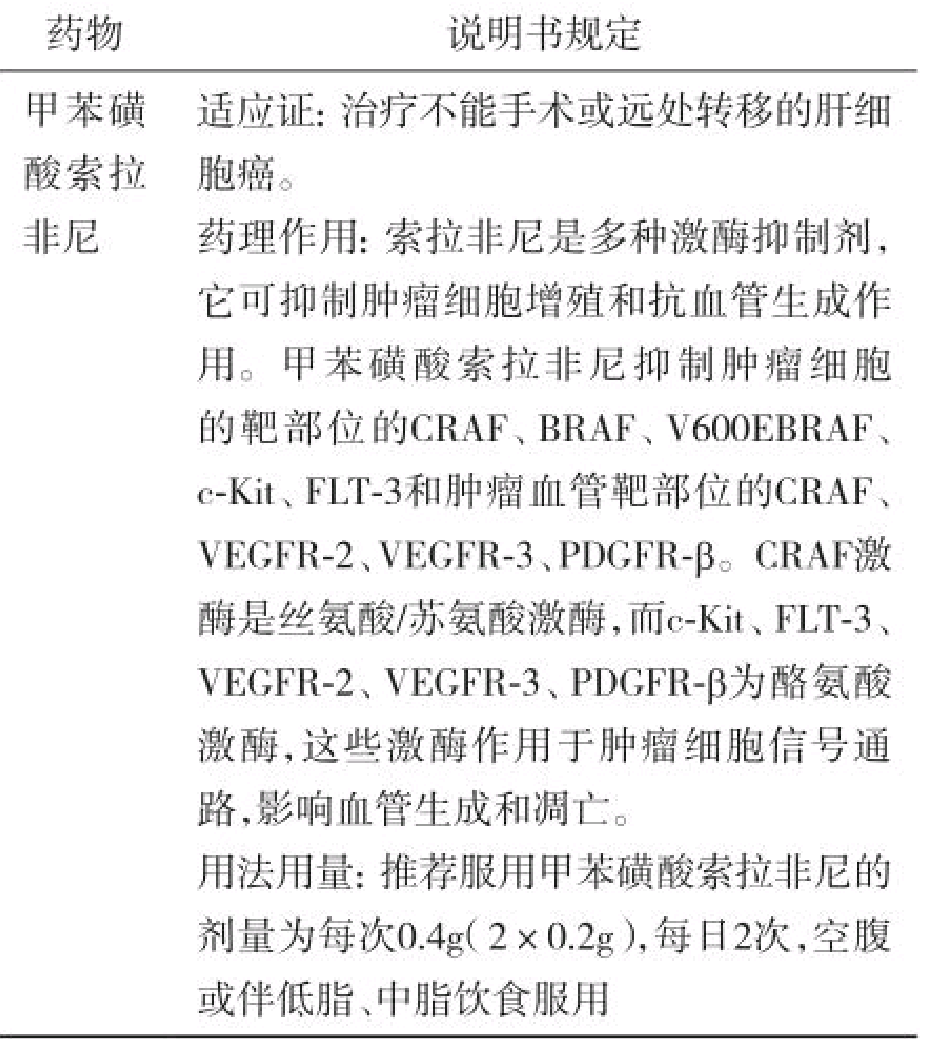 药物 说明书规定
甲苯磺 适应证：治疗不能手术或远处转移的肝细
酸索拉 胞癌。
非尼 药理作用：索拉非尼是多种激酶抑制剂，
它可抑制肿瘤细胞增殖和抗血管生成作
用。甲苯磺酸索拉非尼抑制肿瘤细胞
的靶部位的CRAF、BRAF、V600EBRAF、
c-Kit、FLT-3和肿瘤血管靶部位的CRAF、
VEGFR-2、VEGFR-3、PDGFR-β。CRAF激
酶是丝氨酸/苏氨酸激酶，而c-Kit、FLT-3、
VEGFR-2、VEGFR-3、PDGFR-β为酪氨酸
激酶，这些激酶作用于肿瘤细胞信号通
路，影响血管生成和凋亡。
用法用量：推荐服用甲苯磺酸索拉非尼的
剂量为每次0.4g（2×0.2g），每日2次，空腹
或伴低脂、中脂饮食服用